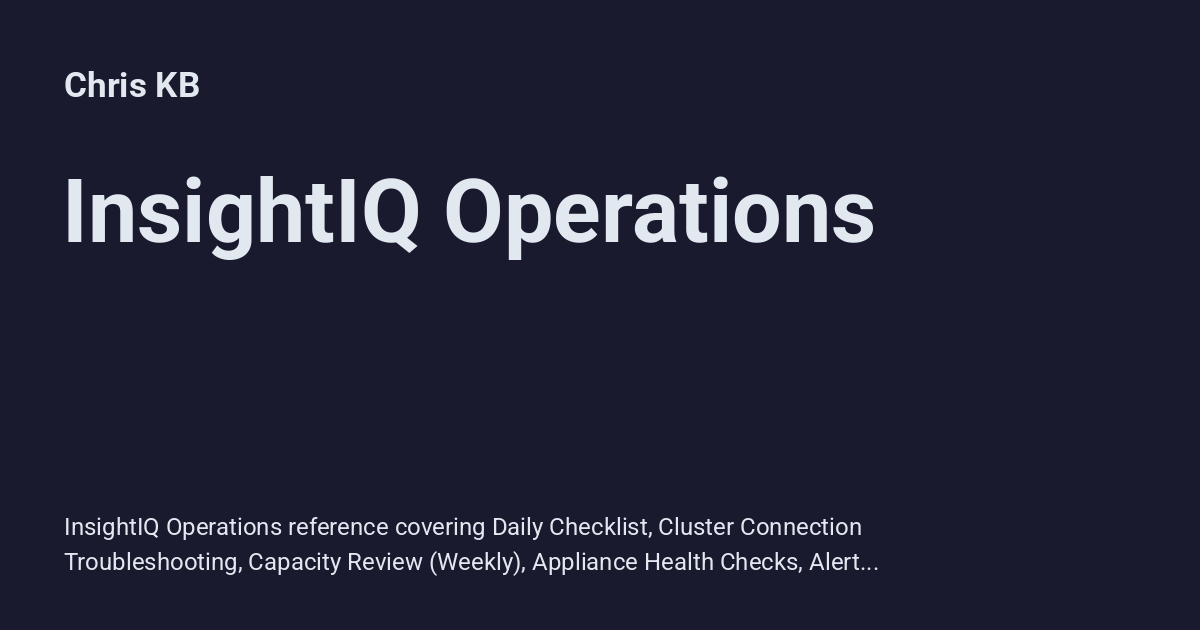 Chris KB
InsightIQ Operations
InsightIQ Operations reference covering Daily Checklist, Cluster Connection
Troubleshooting, Capacity Review (Weekly), Appliance Health Checks, Alert...